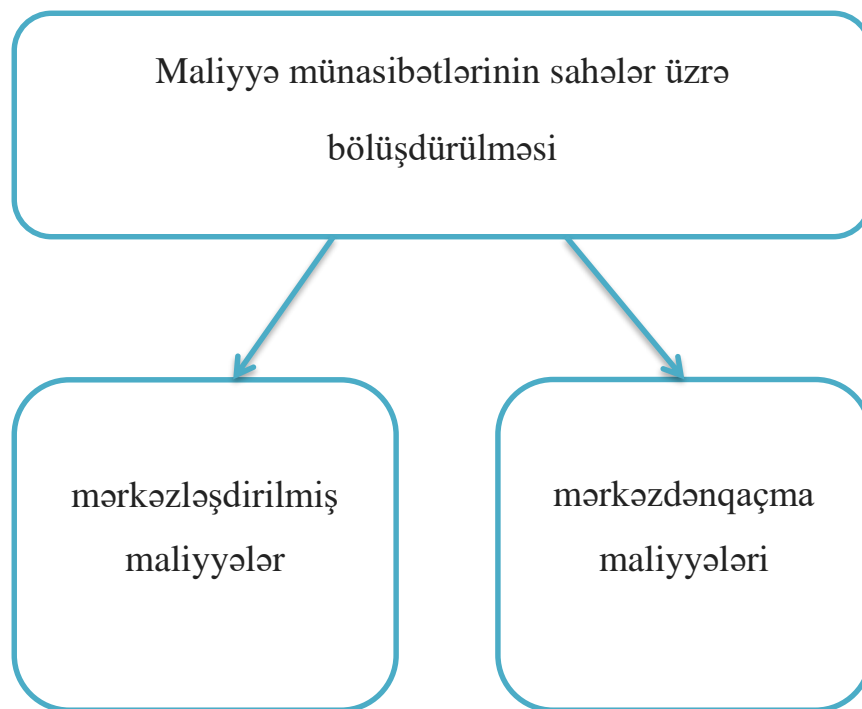 Maliyyə münasibətlərinin sahələr üzrə
bölüşdürülməsi
mərkəzləşdirilmiş
maliyyələr
mərkəzdənqaçma
maliyyələri